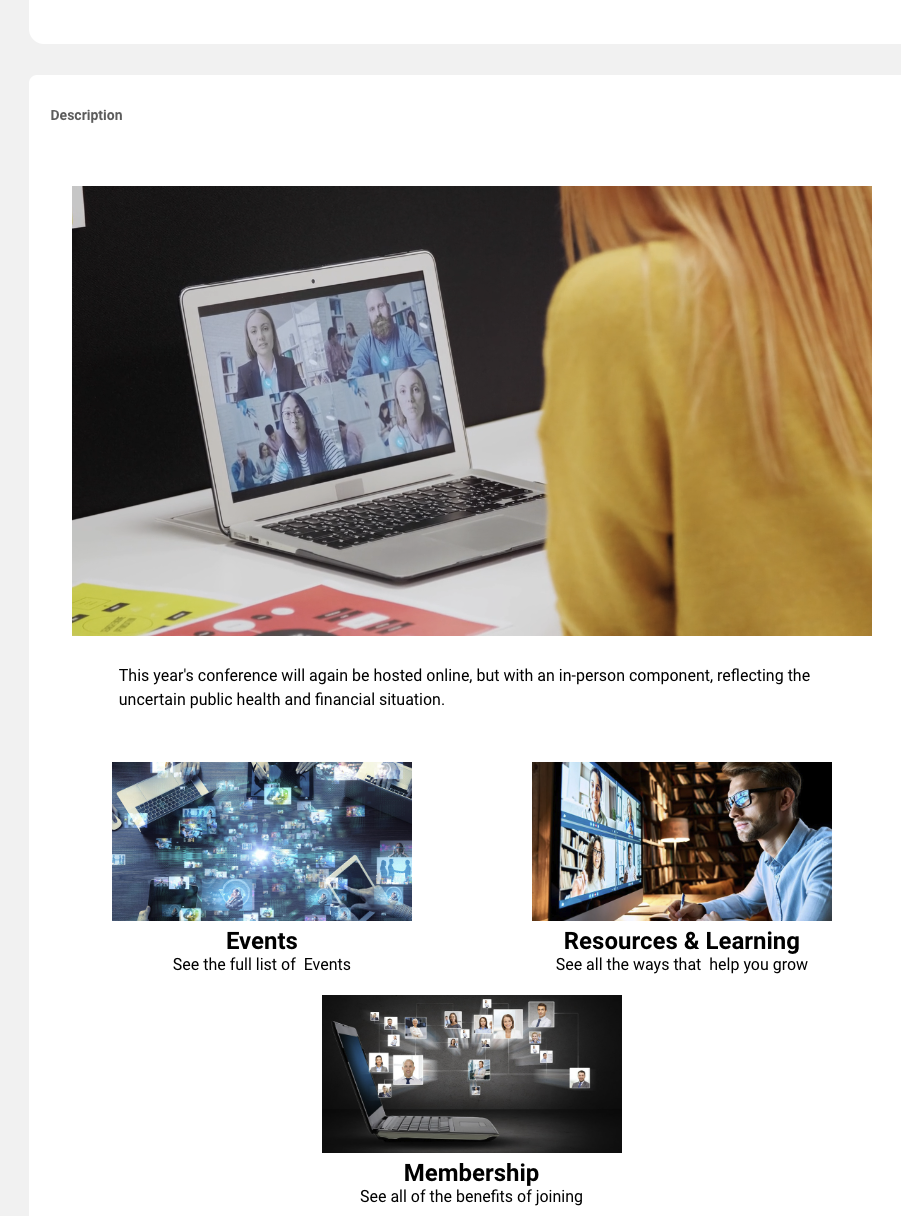 Description
This year's conference will again be hosted online, but with an in-person component, reflecting the
uncertain public health and financial situation.
Events
See the full list of  Events
Resources & Learning
See all the ways that  help you grow
Membership
See all of the benefits of joining